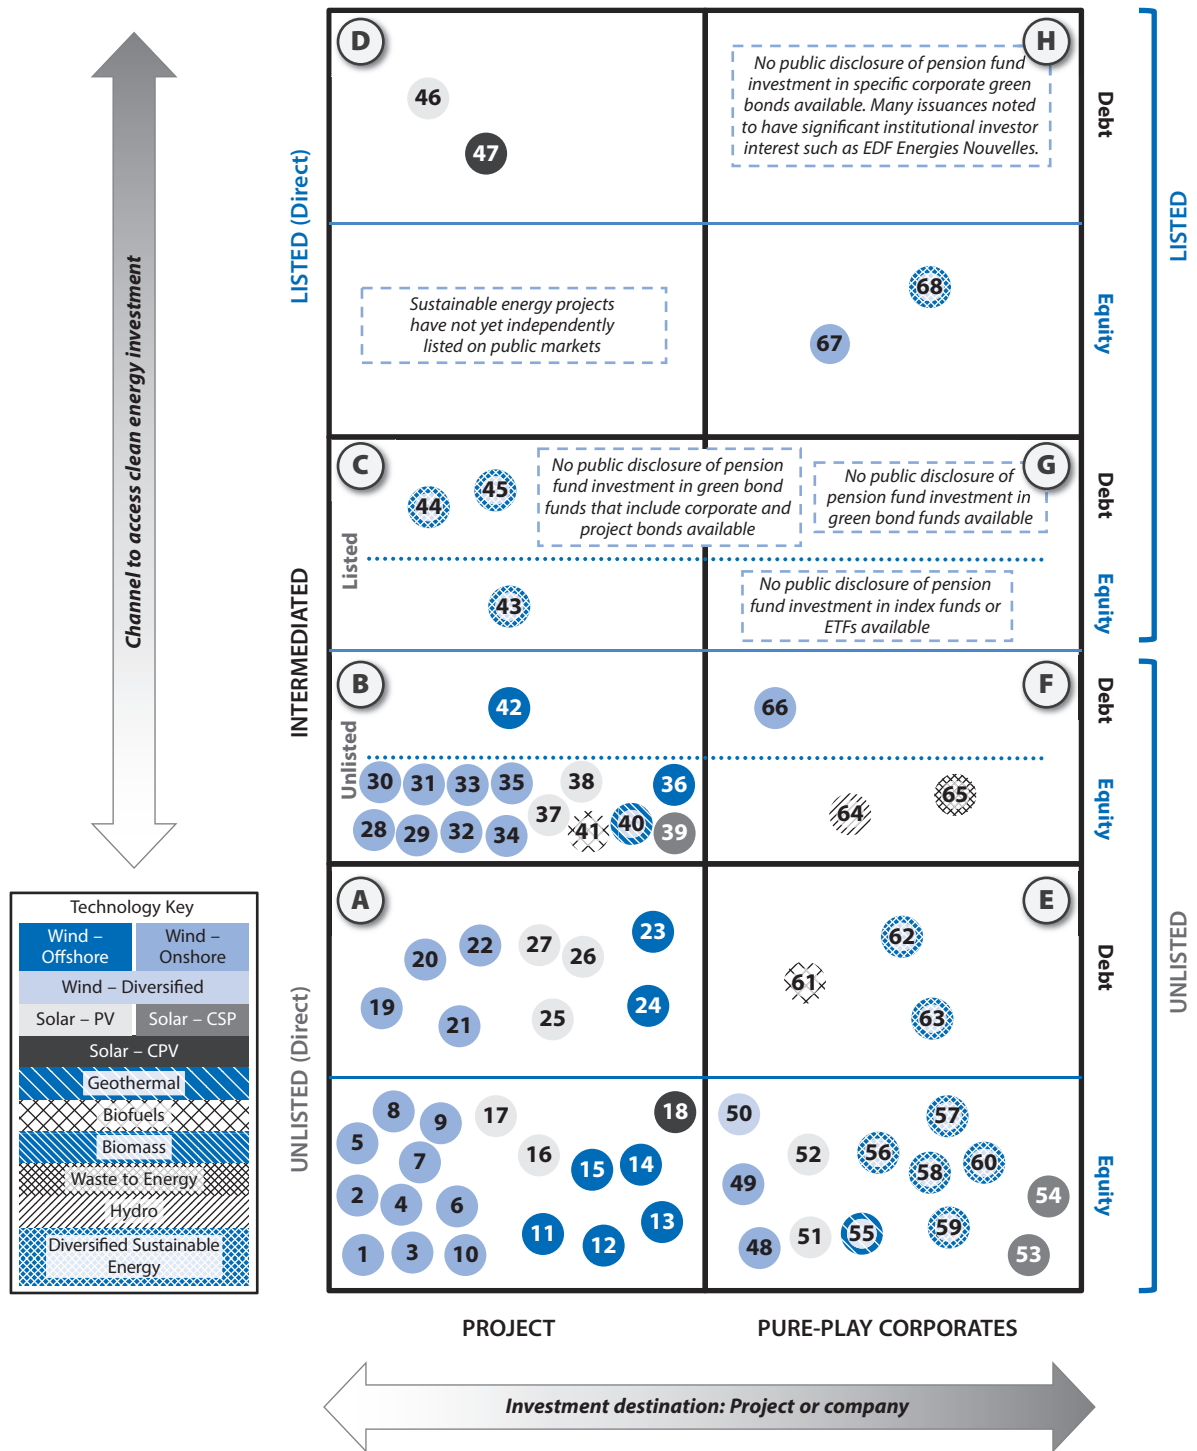 D
H
46
47
No public disclosure of pension fund
investment in specific corporate green
bonds available. Many issuances noted
to have significant institutional investor
interest such as EDF Energies Nouvelles.
Debt
LISTED (Direct)
LISTED
Channel to access clean energy investment
Sustainable energy projects
have not yet independently
listed on public markets
68
67
Equity
C
G
44
45
No public disclosure of pension
fund investment in green bond
funds that include corporate and
project bonds available
No public disclosure of
pension fund investment in
green bond funds available
Debt
Listed
INTERMEDIATED
43
No public disclosure of pension
fund investment in index funds or
ETFs available
Equity
B
F
42
66
Debt
Unlisted
30
31
33
35
38
36
28
29
32
34
37
41
40
39
65
64
Equity
A
E
20
22
27
26
23
19
21
25
24
62
61
63
Debt
UNLISTED (Direct)
UNLISTED
8
9
17
18
5
7
16
15
14
2
4
6
13
1
3
10
11
12
50
57
52
56
58
60
49
54
48
51
55
59
53
Equity
Technology Key
Wind –
Offshore
Wind –
Onshore
Wind – Diversified
Solar – PV
Solar – CSP
Solar – CPV
Geothermal
Biofuels
Biomass
Waste to Energy
Hydro
Diversified Sustainable
Energy
PROJECT
PURE-PLAY CORPORATES
Investment destination: Project or company